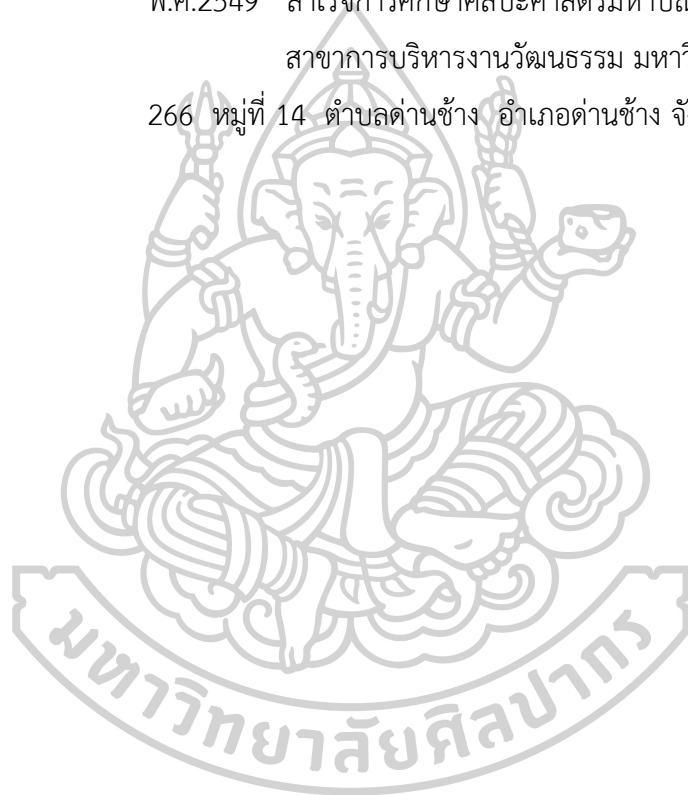 พ.ศ.2549 สำเร็จการศึกษาศิลปะศาสตร์มหาบัณ
สาขาการบริหารงานวัฒนธรรม มหาวิ
266 หมู่ที่ 14 ตำบลด่านช้าง อำเภอด่านช้าง จั
มหาวิทยาลัยศิลปากร